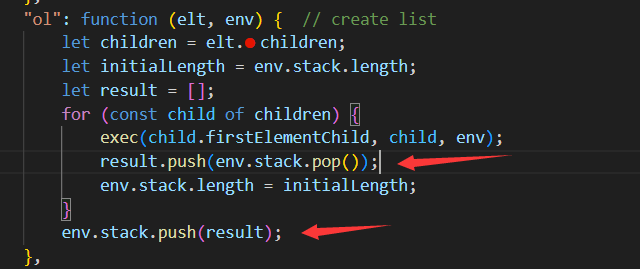 },
"ol": function (elt, env) {  // create list
let children = elt.children;
let initialLength = env.stack.length;
let result = [];
for (const child of children) {
exec(child.firstElementChild, child, env);
result.push(env.stack.pop());
env.stack.length = initialLength;
}
env.stack.push(result);
},